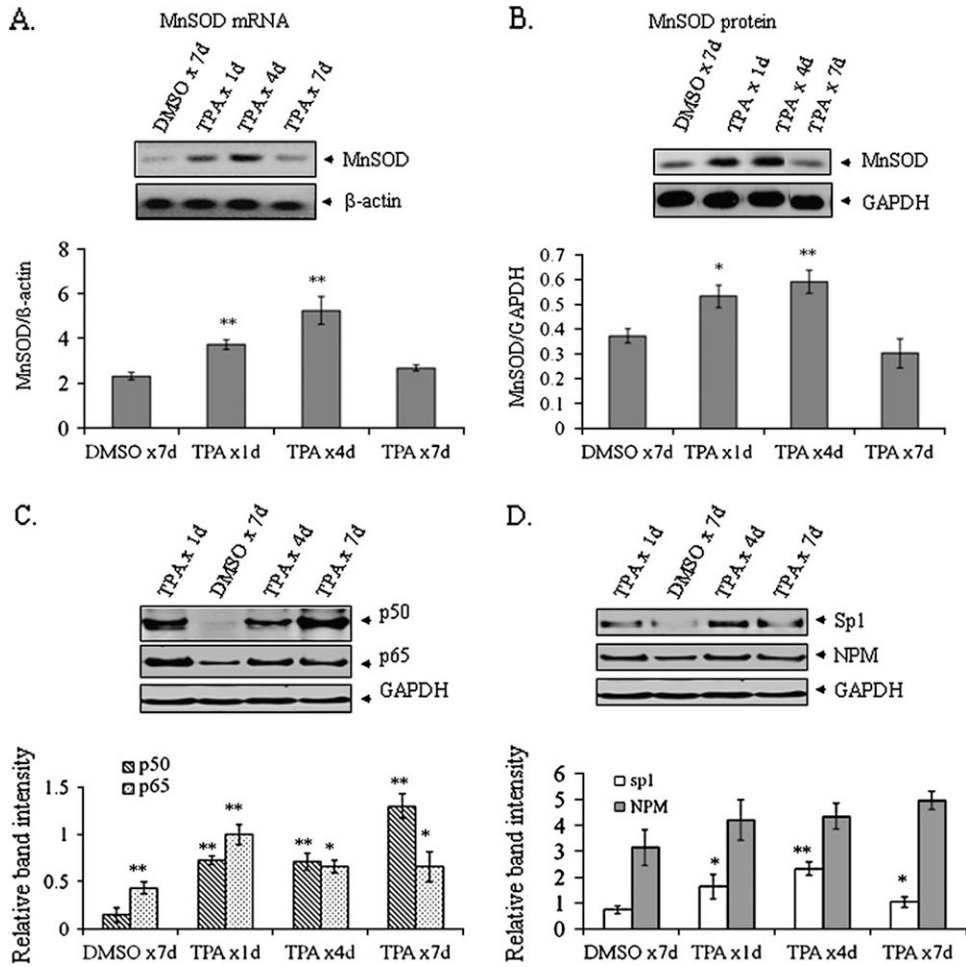 A.
MnSOD mRNA
DMSO x 7d
TPA x 1d
TPA x 4d
TPA x 7d
MnSOD
β-actin
MnSOD/β-actin
8
6
4
2
0
**
**
DMSO x7d
TPA x1d
TPA x4d
TPA x7d
B.
MnSOD protein
DMSO x 7d
TPA x 1d
TPA x 4d
TPA x 7d
MnSOD
GAPDH
MnSOD/GAPDH
0.7
0.6
0.5
0.4
0.3
0.2
0.1
0
*
**
DMSO x7d
TPA x1d
TPA x4d
TPA x7d
C.
TPA x 1d
DMSO x 7d
TPA x 4d
TPA x 7d
p50
p65
GAPDH
Relative band intensity
p50
p65
1.5
1
0.5
0
**
**
**
**
*
**
*
DMSO x7d
TPA x1d
TPA x4d
TPA x7d
D.
TPA x 1d
DMSO x 7d
TPA x 4d
TPA x 7d
Sp1
NPM
GAPDH
Relative band intensity
sp1
NPM
6
5
4
3
2
1
0
*
**
*
DMSO x7d
TPA x1d
TPA x4d
TPA x7d